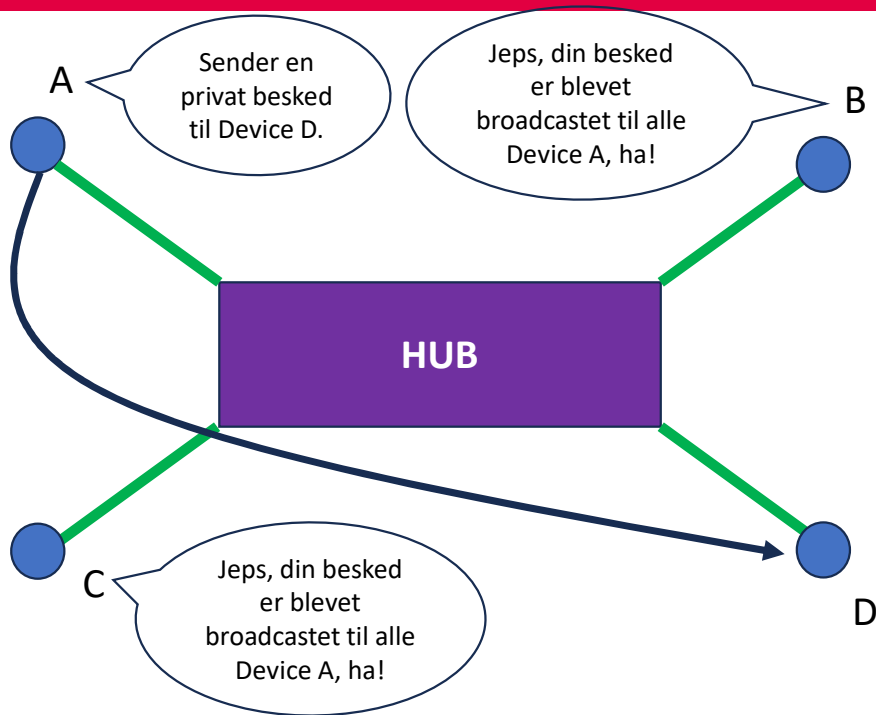 A
Sender en
privat besked
til Device D.
Jeps, din besked
er blevet
broadcastet til alle
Device A, ha!
B
HUB
C
Jeps, din besked
er blevet
broadcastet til alle
Device A, ha!
D